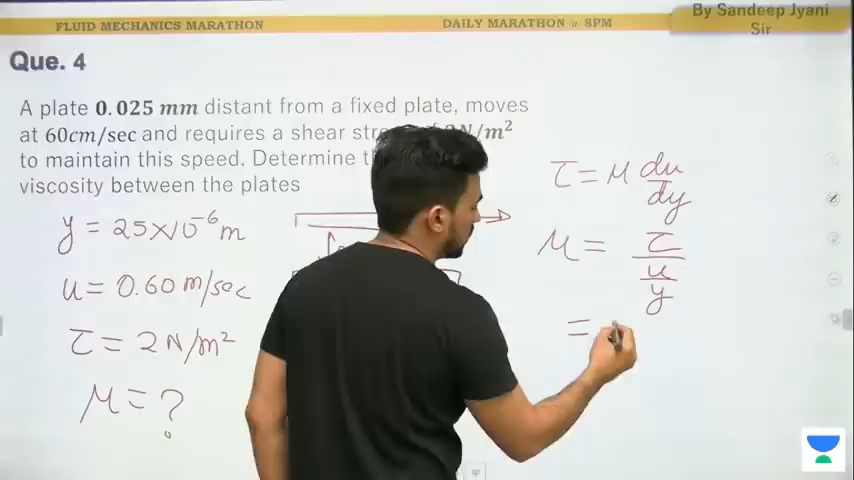 FLUID MECHANICS MARATHON
DAILY MARATHON @ 8PM
By Sandeep Jyani
Sir
Que. 4
A plate 0.025 mm distant from a fixed plate, moves
at 60cm/sec and requires a shear N/m²
to maintain this speed. Determine
viscosity between the plates
y = 25×10⁻⁶ m
u = 0.60 m/sec
τ = 2 N/m²
μ = ?
τ = μ du/dy
μ = τ / (u/y)
=